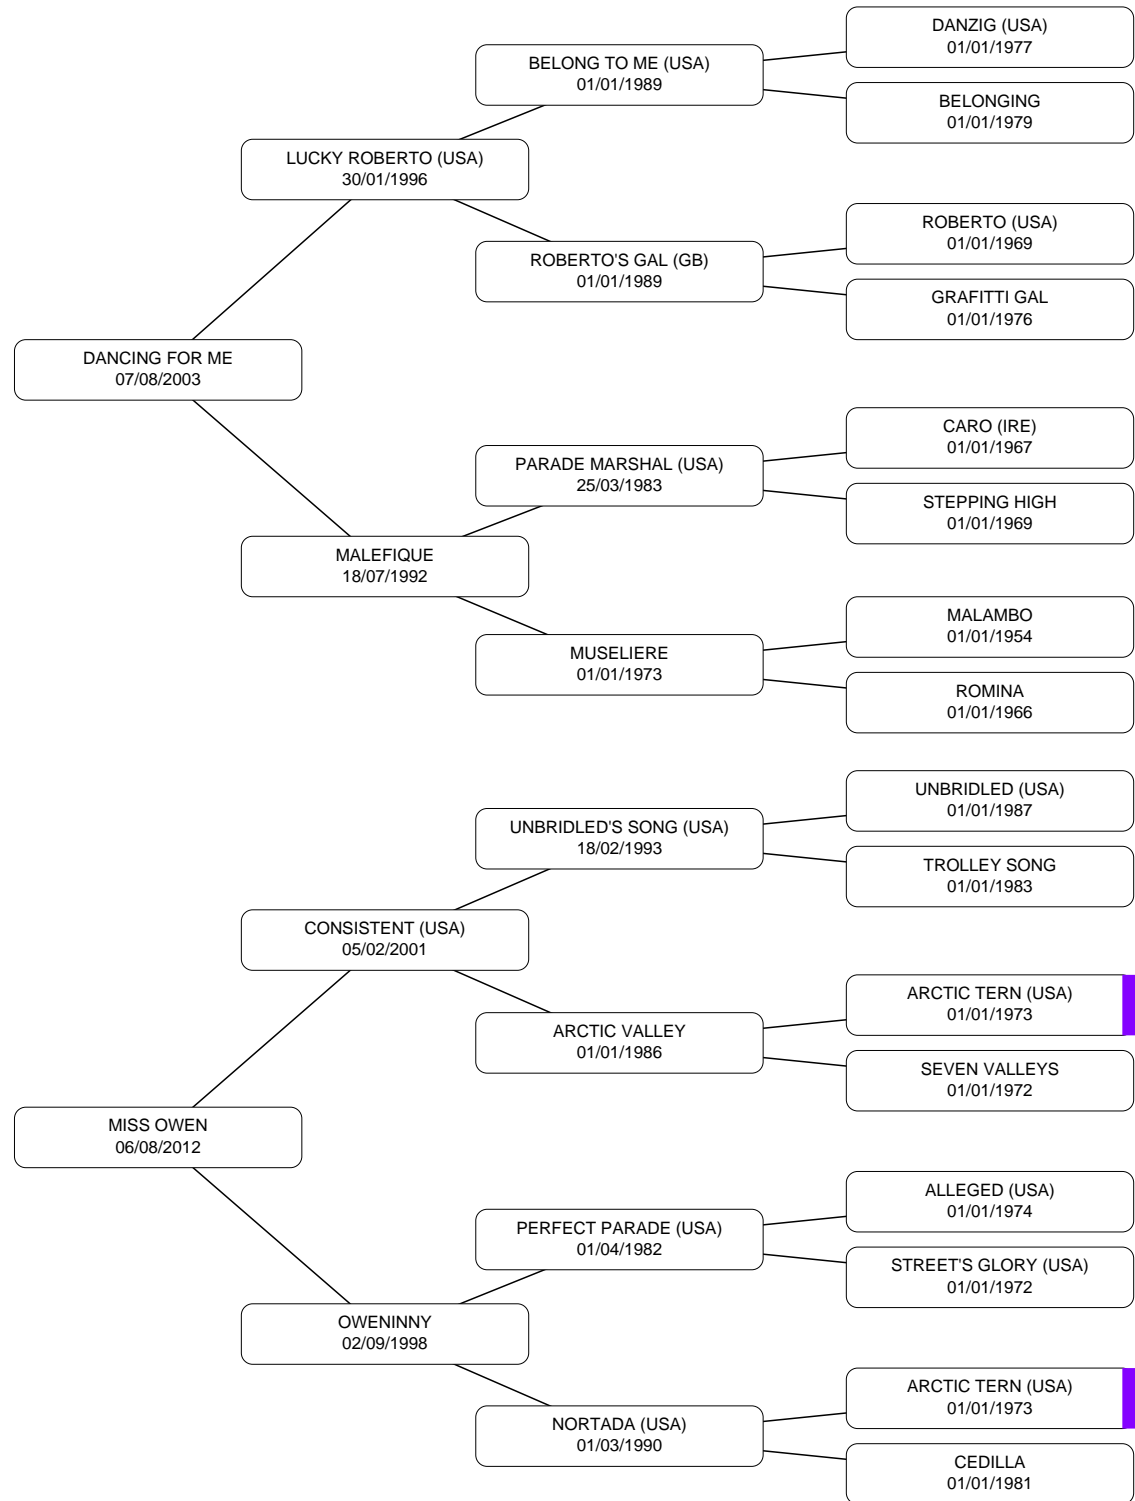 DANZIG (USA)
01/01/1977
BELONG TO ME (USA)
01/01/1989
BELONGING
01/01/1979
LUCKY ROBERTO (USA)
30/01/1996
ROBERTO (USA)
01/01/1969
ROBERTO'S GAL (GB)
01/01/1989
GRAFITTI GAL
01/01/1976
DANCING FOR ME
07/08/2003
CARO (IRE)
01/01/1967
PARADE MARSHAL (USA)
25/03/1983
STEPPING HIGH
01/01/1969
MALEFIQUE
18/07/1992
MALAMBO
01/01/1954
MUSELIERE
01/01/1973
ROMINA
01/01/1966
UNBRIDLED (USA)
01/01/1987
UNBRIDLED'S SONG (USA)
18/02/1993
TROLLEY SONG
01/01/1983
CONSISTENT (USA)
05/02/2001
ARCTIC TERN (USA)
01/01/1973
ARCTIC VALLEY
01/01/1986
SEVEN VALLEYS
01/01/1972
MISS OWEN
06/08/2012
ALLEGED (USA)
01/01/1974
PERFECT PARADE (USA)
01/04/1982
STREET'S GLORY (USA)
01/01/1972
OWENINNY
02/09/1998
ARCTIC TERN (USA)
01/01/1973
NORTADA (USA)
01/03/1990
CEDILLA
01/01/1981